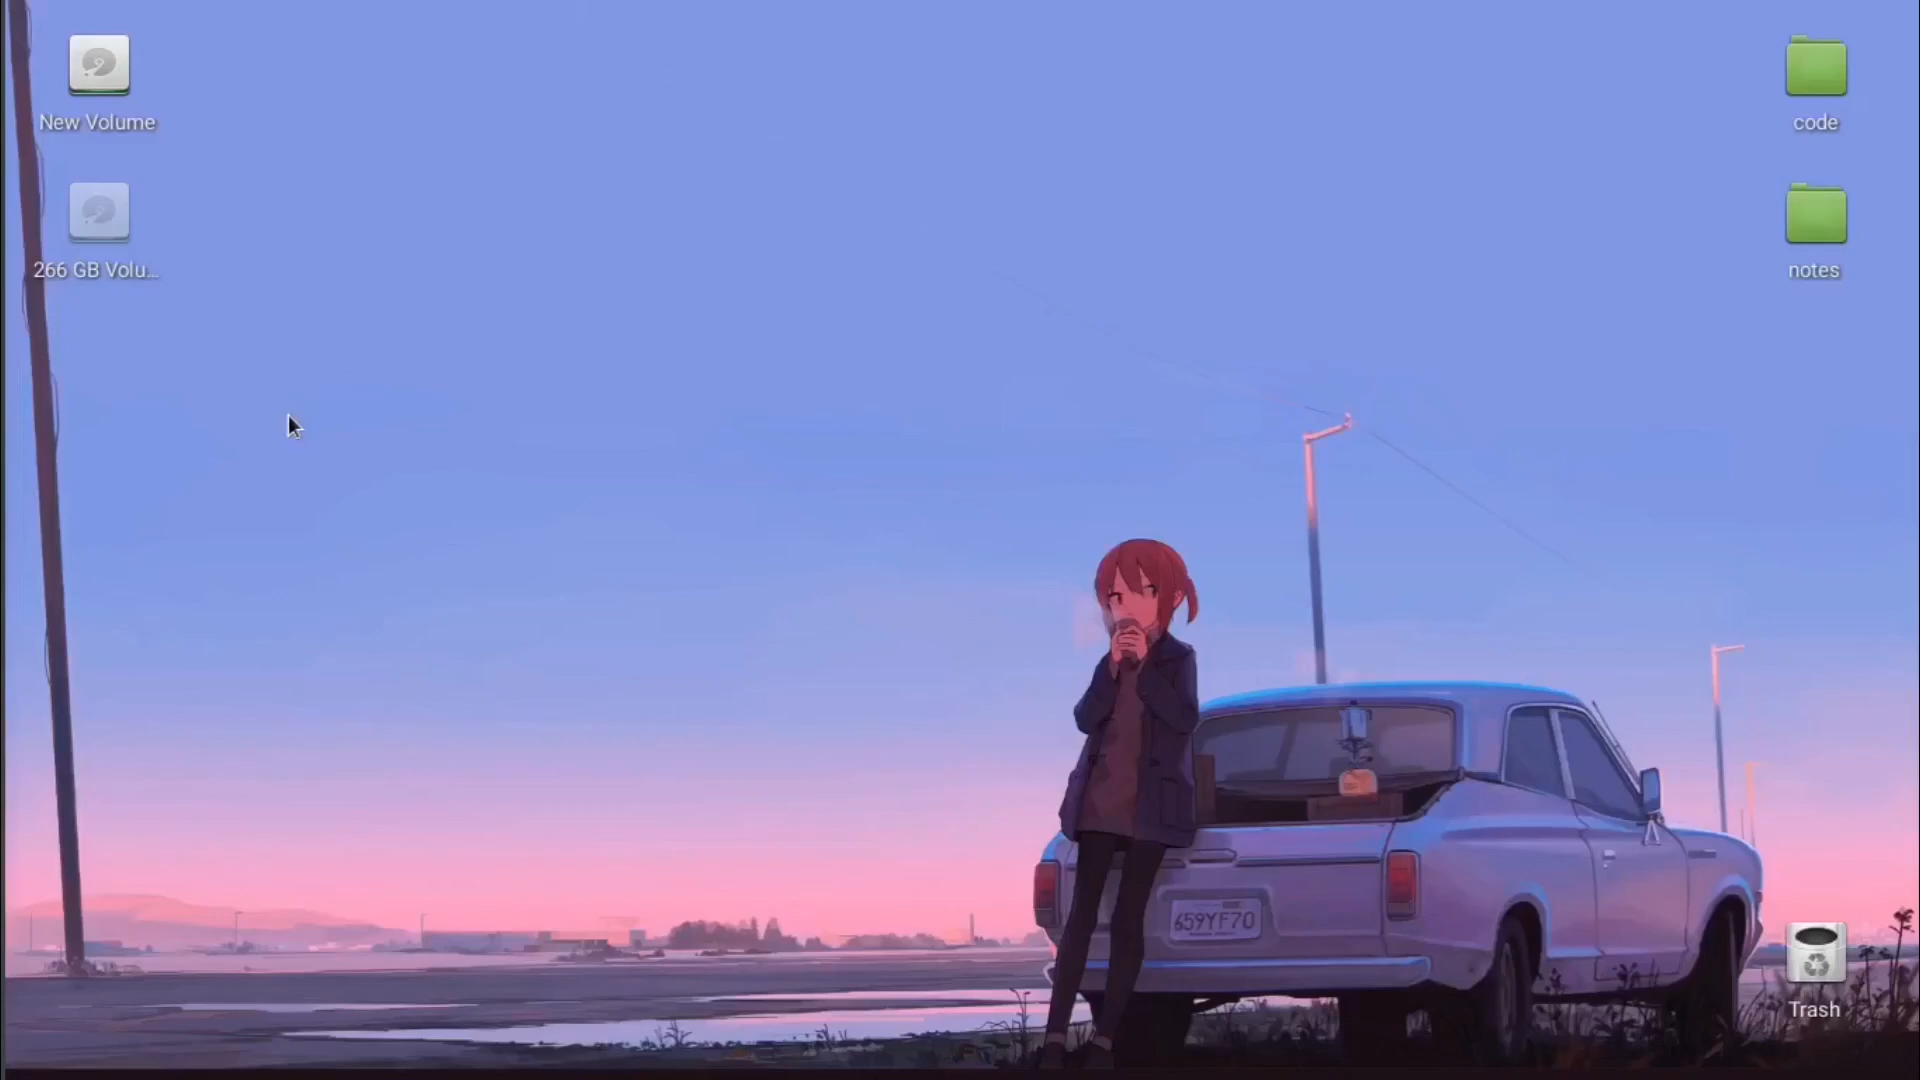 New Volume
code
266 GB Volu...
notes
659YF70
Trash